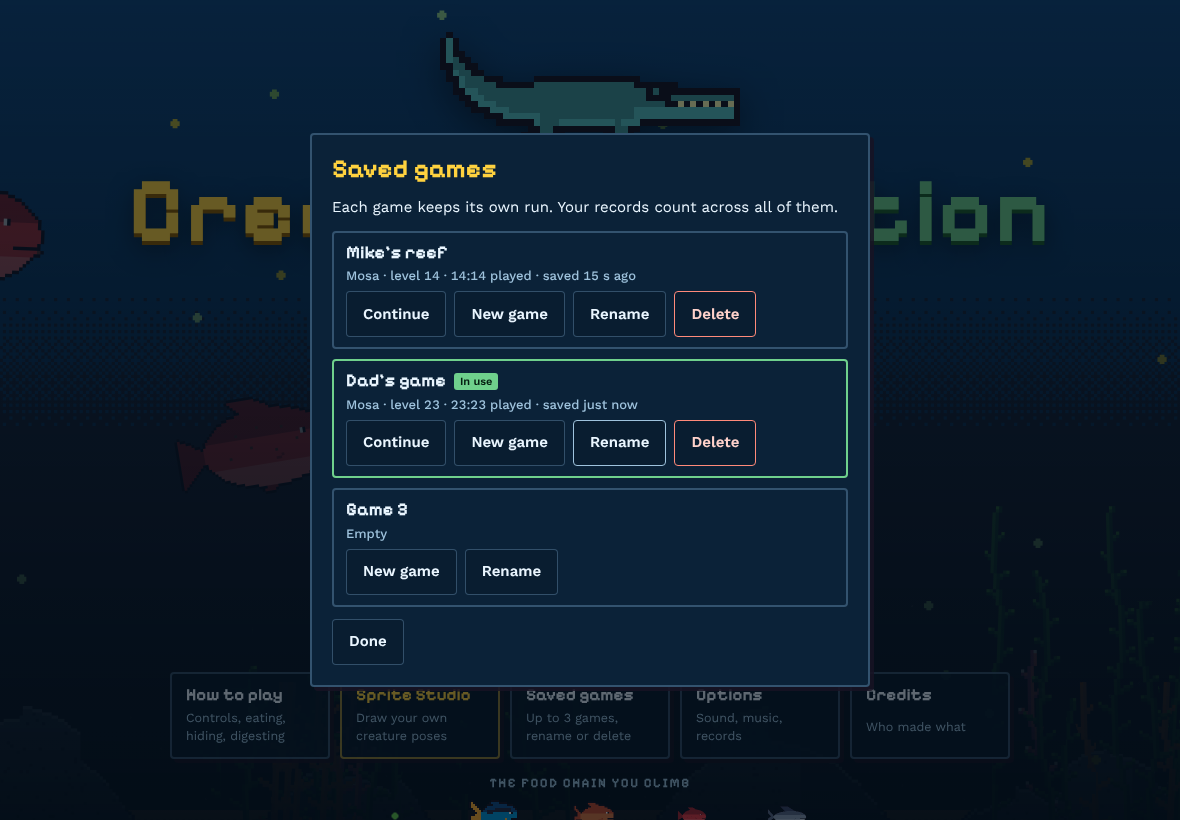 Saved games
Each game keeps its own run. Your records count across all of them.
Mike's reef
Mosa · level 14 · 14:14 played · saved 15 s ago
Continue New game Rename Delete
Dad's game In use
Mosa · level 23 · 23:23 played · saved just now
Continue New game Rename Delete
Game 3
Empty
New game Rename
Done
How to play
Controls, eating,
hiding, digesting
Sprite Studio
Draw your own
creature poses
Saved games
Up to 3 games,
rename or delete
Options
Sound, music,
records
Credits
Who made what
THE FOOD CHAIN YOU CLIMB